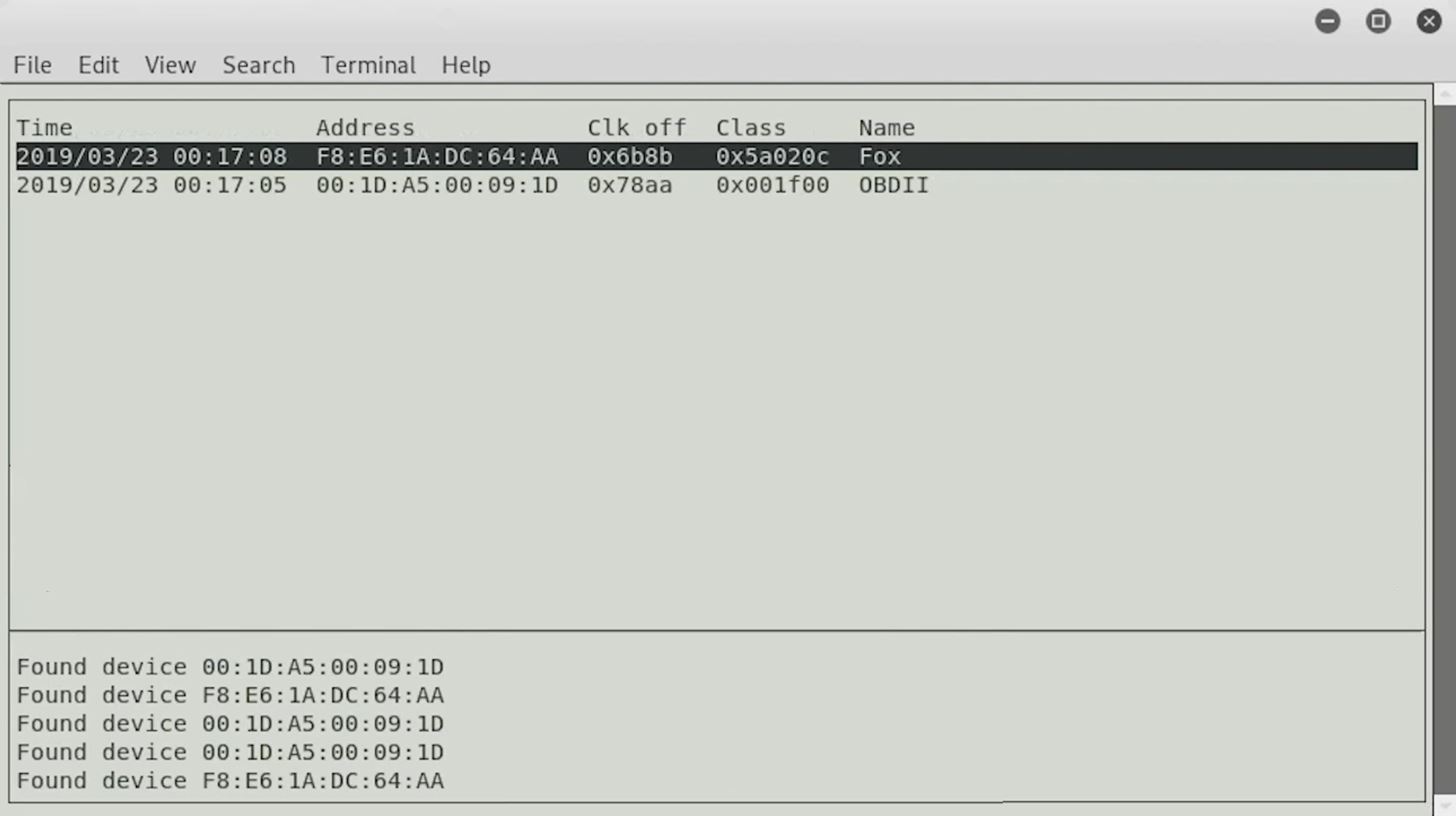 File Edit View Search Terminal Help
Time Address Clk off Class Name
2019/03/23 00:17:08 F8:E6:1A:DC:64:AA 0x6b8b 0x5a020c Fox
2019/03/23 00:17:05 00:1D:A5:00:09:1D 0x78aa 0x001f00 OBDII
Found device 00:1D:A5:00:09:1D
Found device F8:E6:1A:DC:64:AA
Found device 00:1D:A5:00:09:1D
Found device 00:1D:A5:00:09:1D
Found device F8:E6:1A:DC:64:AA